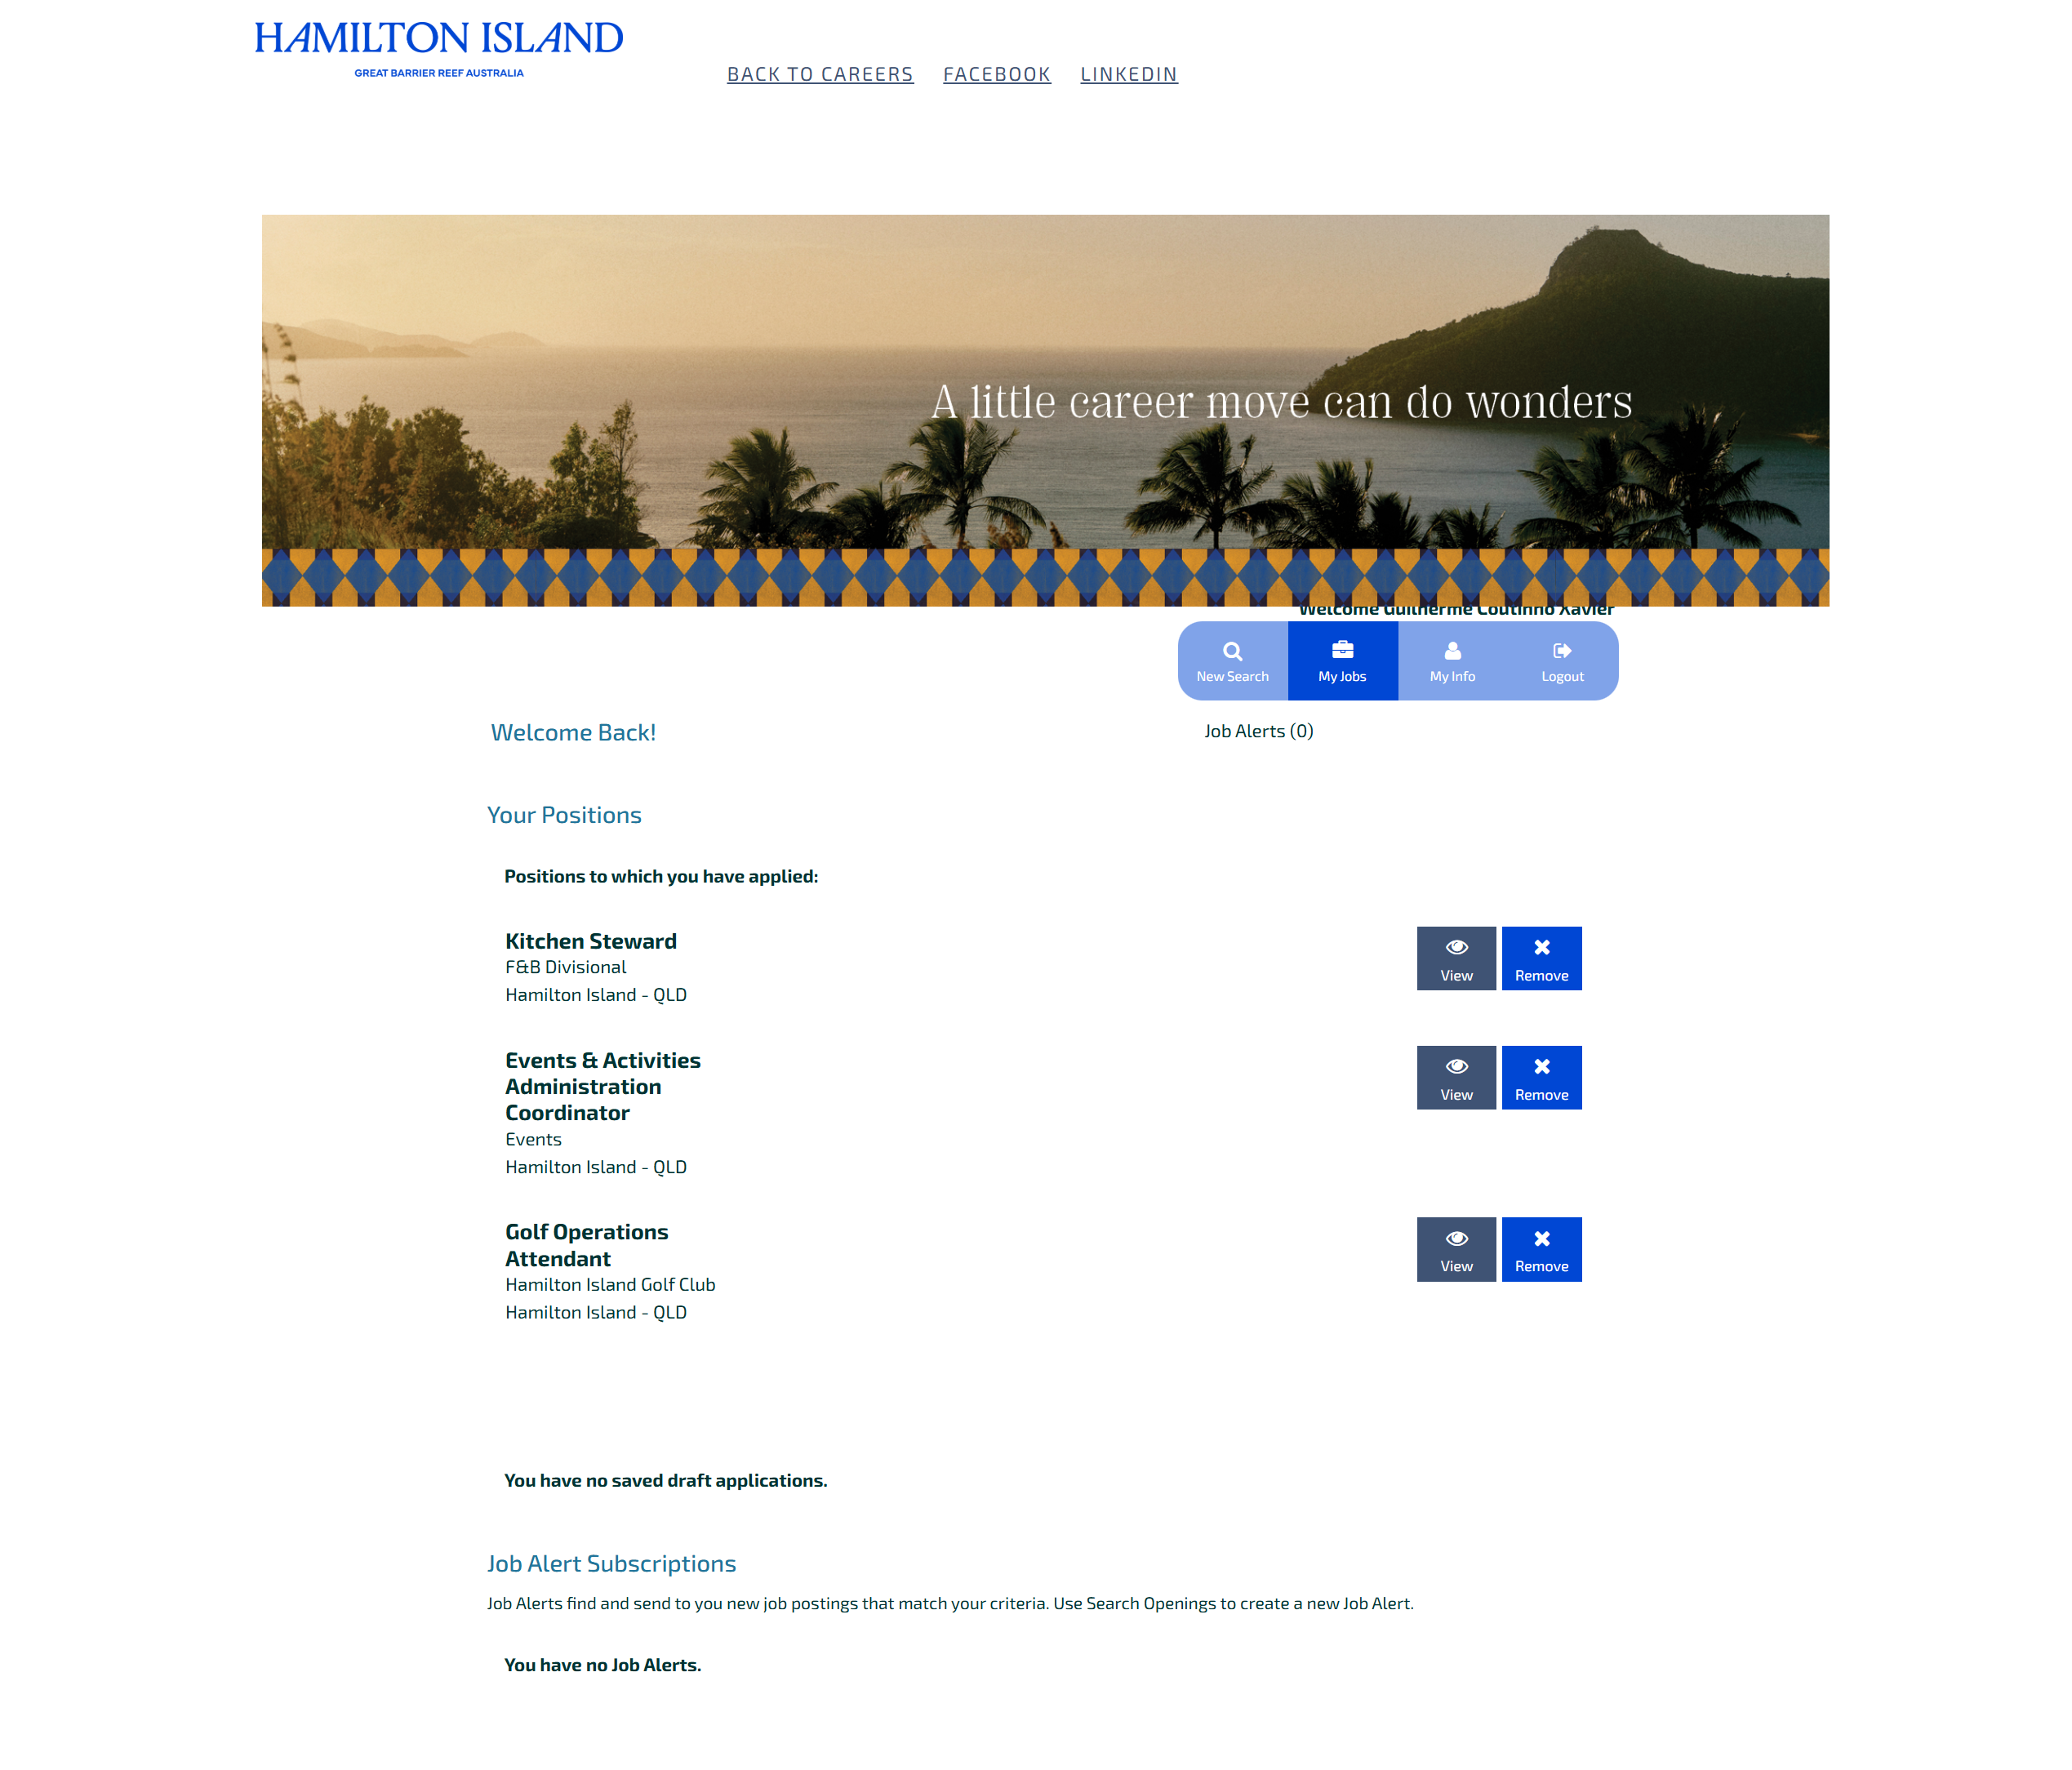 HAMILTON ISLAND
GREAT BARRIER REEF AUSTRALIA
BACK TO CAREERS FACEBOOK LINKEDIN
A little career move can do wonders
Welcome Guilherme Coutinho Xavier
New Search My Jobs My Info Logout
Welcome Back!
Job Alerts (0)
Your Positions
Positions to which you have applied:
Kitchen Steward
F&B Divisional
Hamilton Island - QLD
View Remove
Events & Activities
Administration
Coordinator
Events
Hamilton Island - QLD
View Remove
Golf Operations
Attendant
Hamilton Island Golf Club
Hamilton Island - QLD
View Remove
You have no saved draft applications.
Job Alert Subscriptions
Job Alerts find and send to you new job postings that match your criteria. Use Search Openings to create a new Job Alert.
You have no Job Alerts.